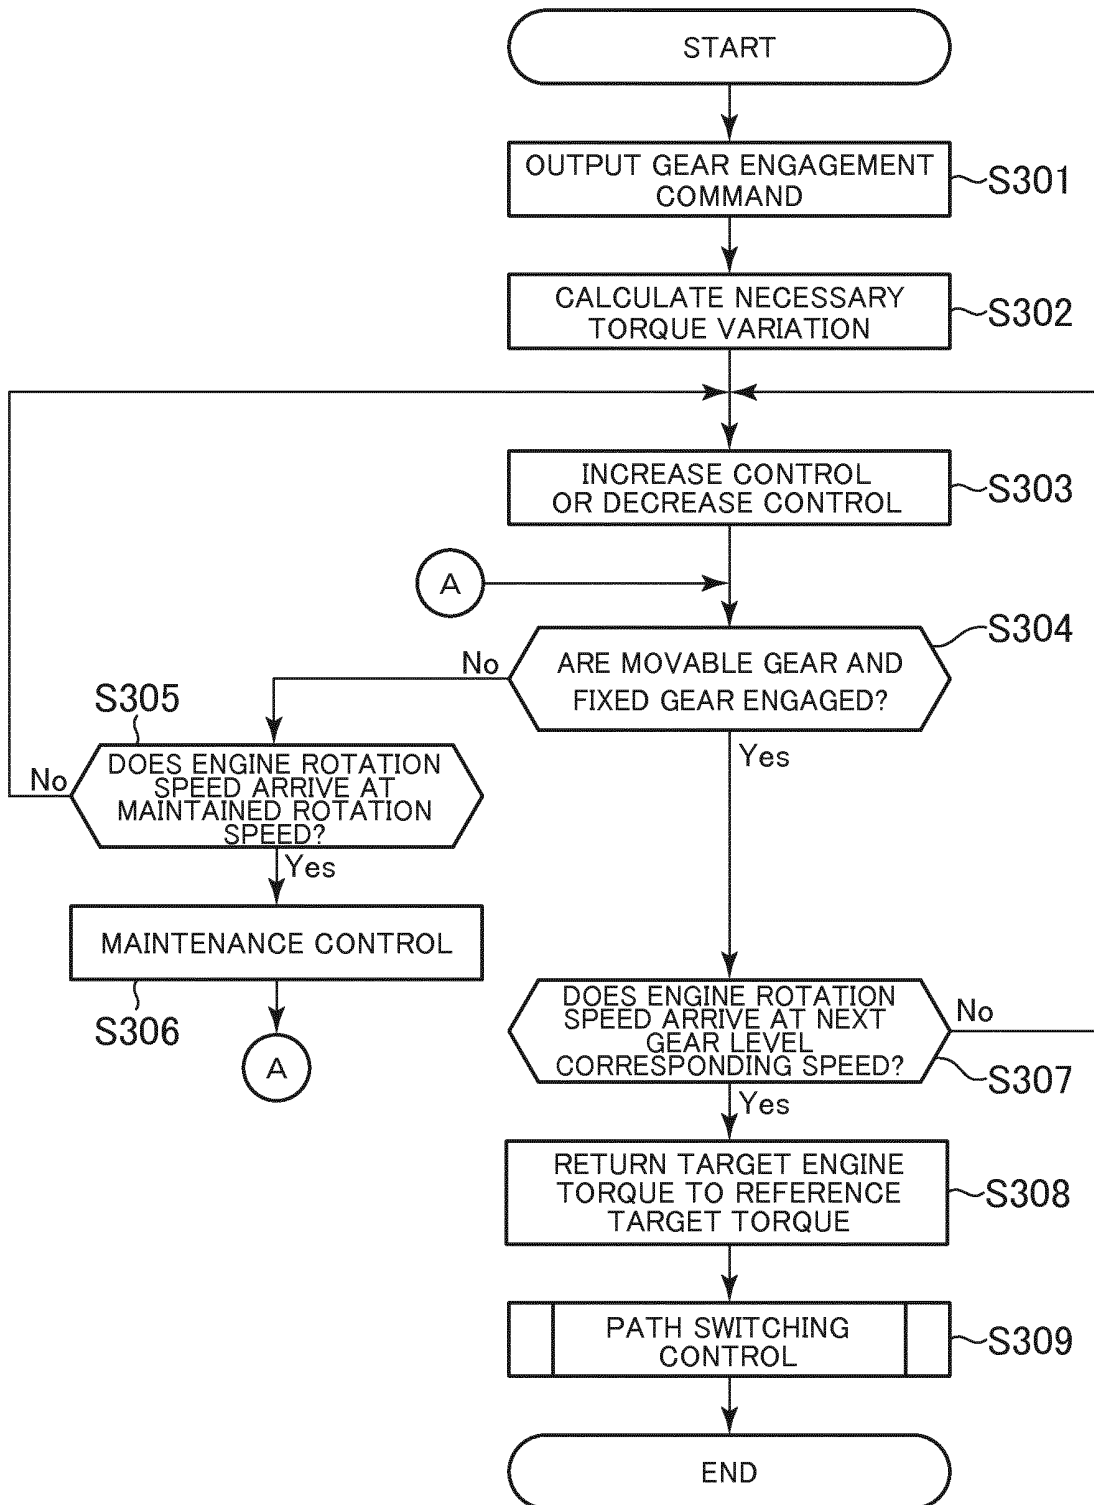 START
OUTPUT GEAR ENGAGEMENT
COMMAND
S301
CALCULATE NECESSARY
TORQUE VARIATION
S302
INCREASE CONTROL
OR DECREASE CONTROL
S303
A
S304
ARE MOVABLE GEAR AND
FIXED GEAR ENGAGED?
No
Yes
S305
DOES ENGINE ROTATION
SPEED ARRIVE AT
MAINTAINED ROTATION
SPEED?
No
Yes
MAINTENANCE CONTROL
S306
A
DOES ENGINE ROTATION
SPEED ARRIVE AT NEXT
GEAR LEVEL
CORRESPONDING SPEED?
No
S307
Yes
RETURN TARGET ENGINE
TORQUE TO REFERENCE
TARGET TORQUE
S308
PATH SWITCHING
CONTROL
S309
END